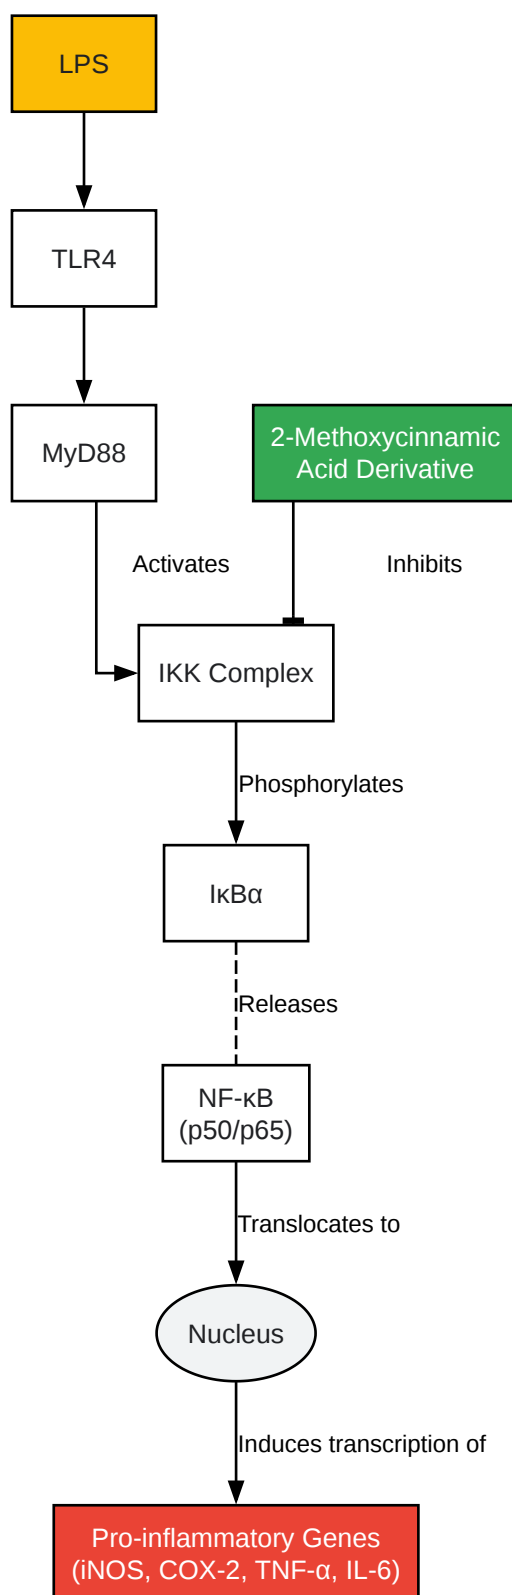 LPS
TLR4
MyD88
2-Methoxycinnamic
Acid Derivative
Activates
Inhibits
IKK Complex
Phosphorylates
IκBα
Releases
NF-κB
(p50/p65)
Translocates to
Nucleus
Induces transcription of
Pro-inflammatory Genes
(iNOS, COX-2, TNF-α, IL-6)